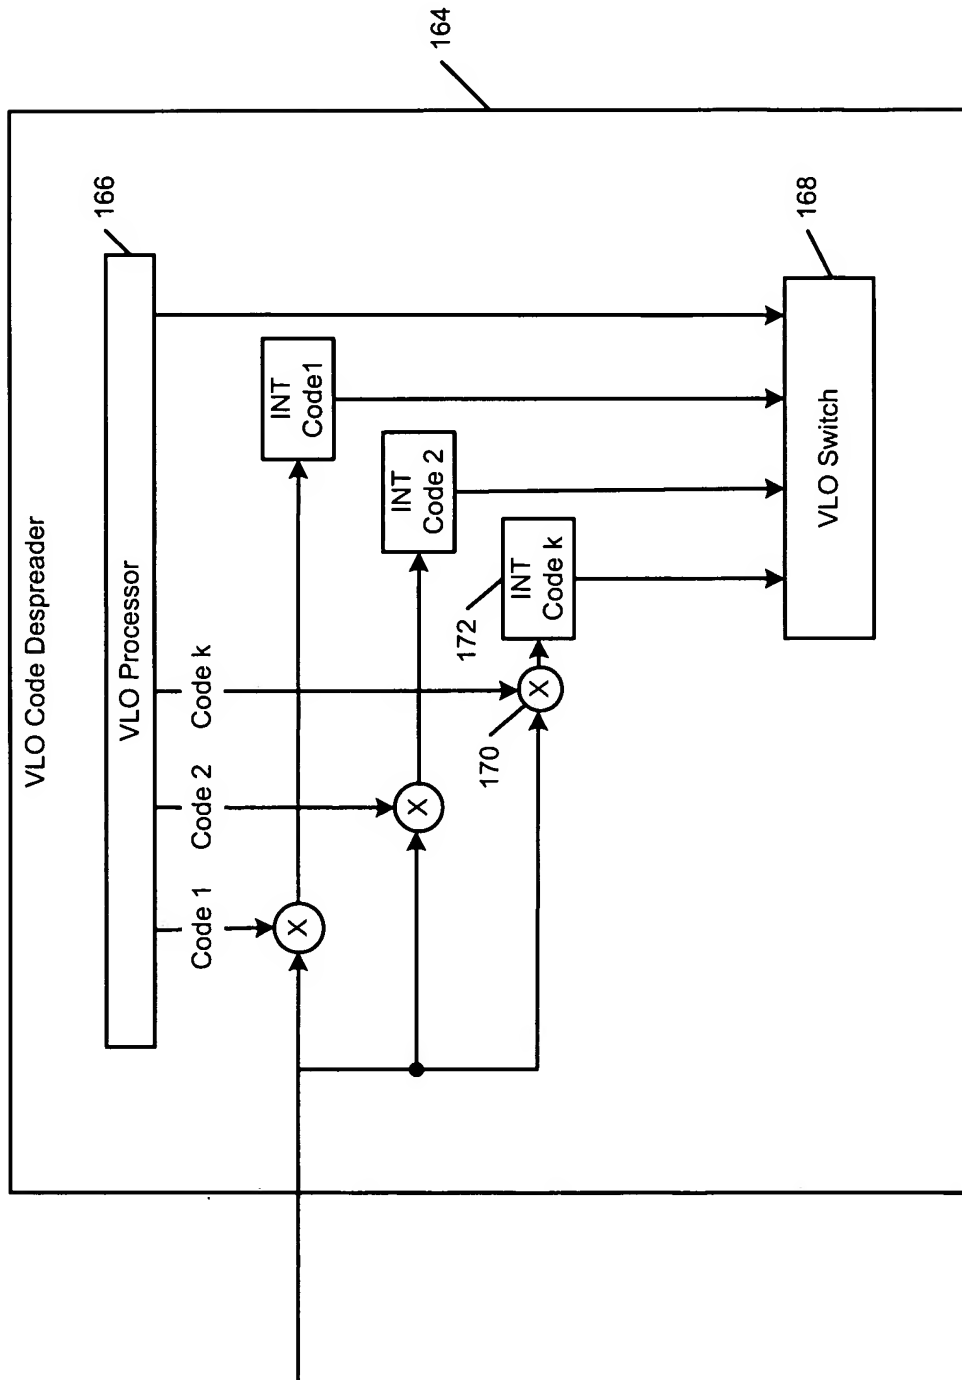 VLO Code Despreader
164
VLO Processor
166
Code 1
Code 2
Code k
X
X
X
170
INT
Code1
INT
Code 2
INT
Code k
172
VLO Switch
168